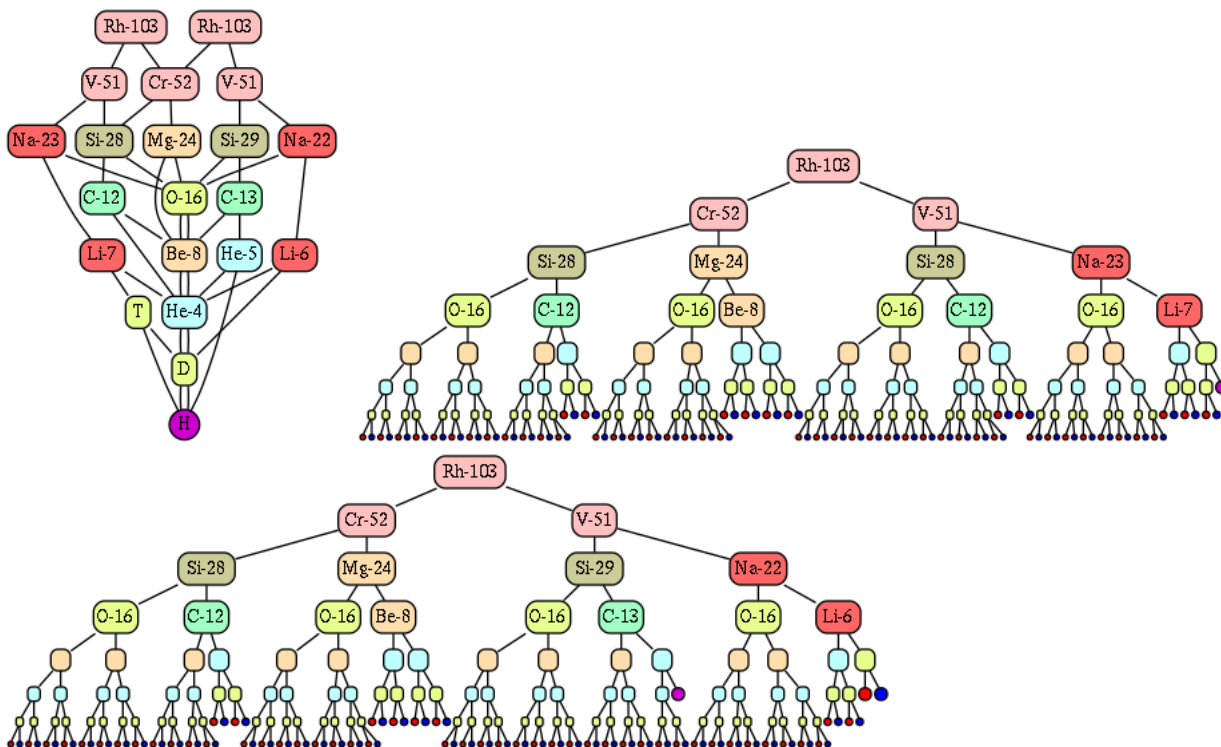 Rh-103 Rh-103
V-51 Cr-52 V-51
Na-23 Si-28 Mg-24 Si-29 Na-22
C-12 O-16 C-13
Li-7 Be-8 He-5 Li-6
T He-4
D
H
Rh-103
Cr-52 V-51
Si-28 Mg-24 Si-28 Na-23
O-16 C-12 O-16 Be-8 O-16 C-12 O-16 Li-7
Rh-103
Cr-52 V-51
Si-28 Mg-24 Si-29 Na-22
O-16 C-12 O-16 Be-8 O-16 C-13 O-16 Li-6